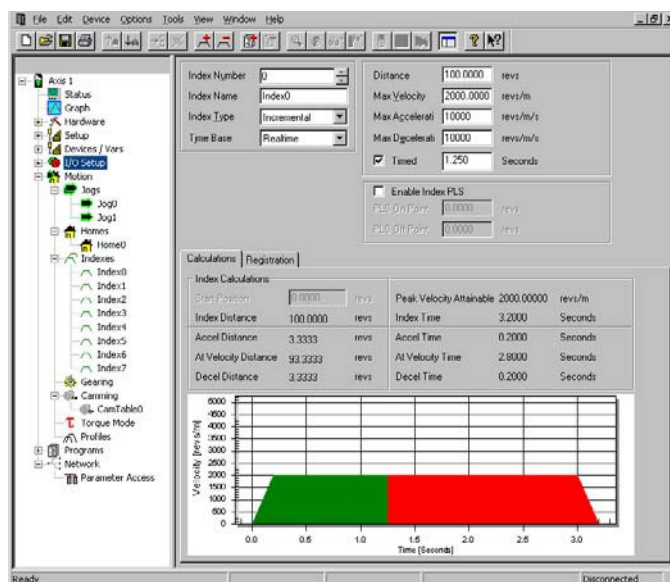 File Edit Device Options Tools View Window Help
Axis 1
Status
Graph
Hardware
Setup
Devices / Vars
I/O Setup
Motion
Jogs
Jog0
Jog1
Homes
Home0
Indexes
Index0
Index1
Index2
Index3
Index4
Index5
Index6
Index7
Gearing
Camming
CamTable0
Torque Mode
Profiles
Programs
Network
Parameter Access
Index Number 0
Index Name Index0
Index Type Incremental
Time Base Realtime
Distance 100.0000 revs
Max Velocity 2000.0000 revs/m
Max Accelerati 10000 revs/m/s
Max Decelerati 10000 revs/m/s
Timed 1.250 Seconds
Enable Index PLS
PLS On Point 0.0000 revs
PLS Off Point 0.0000 revs
Calculations Registration
Index Calculations
Start Position 0.0000 revs
Index Distance 100.0000 revs
Accel Distance 3.3333 revs
At Velocity Distance 93.3333 revs
Decel Distance 3.3333 revs
Peak Velocity Attainable 2000.00000 revs/m
Index Time 3.2000 Seconds
Accel Time 0.2000 Seconds
At Velocity Time 2.8000 Seconds
Decel Time 0.2000 Seconds
Velocity [revs/m]
5000
4500
4000
3500
3000
2500
2000
1500
1000
500
0
0.0 0.5 1.0 1.5 2.0 2.5 3.0
Time [Seconds]
Ready Disconnected